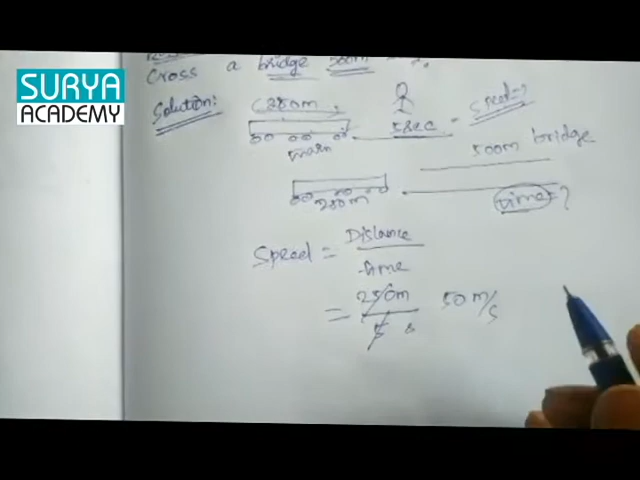 SURYA
ACADEMY
Cross a bridge 500m - ?
Solution:
250m
5sec
Speed=?
train
500m bridge
250m
time=?
Speed = Distance
time
= 250m 50 m/s
5 s